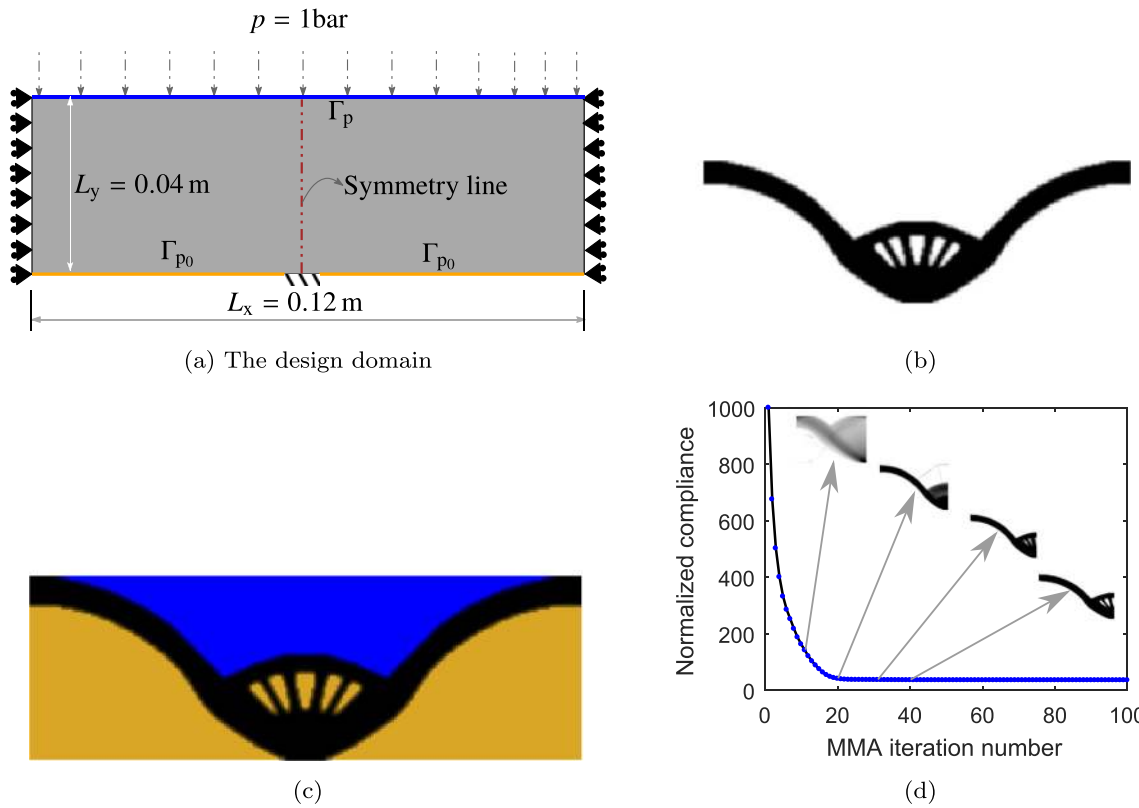 p = 1bar
Γp
Ly = 0.04 m
Symmetry line
Γp0
Γp0
Lx = 0.12 m
(a) The design domain
(b)
(c)
1000
800
600
400
200
0
Normalized compliance
0 20 40 60 80 100
MMA iteration number
(d)